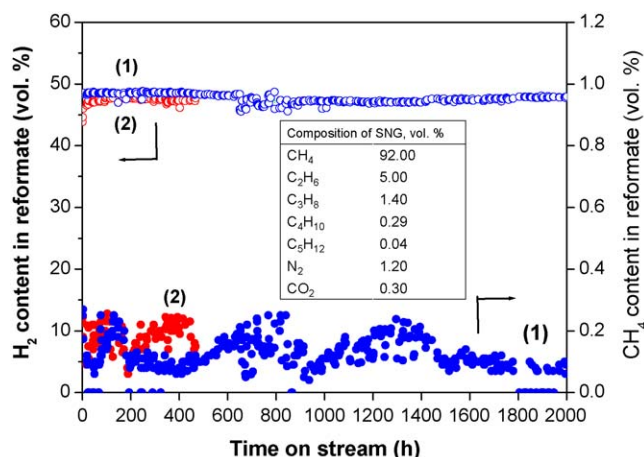 60
50
40
30
20
10
0
H2 content in reformate (vol. %)
1.2
1.0
0.8
0.6
0.4
0.2
0.0
CH4 content in reformate (vol. %)
(1)
(2)
Composition of SNG, vol. %
CH4 92.00
C2H6 5.00
C3H8 1.40
C4H10 0.29
C5H12 0.04
N2 1.20
CO2 0.30
(2)
(1)
0 200 400 600 800 1000 1200 1400 1600 1800 2000
Time on stream (h)